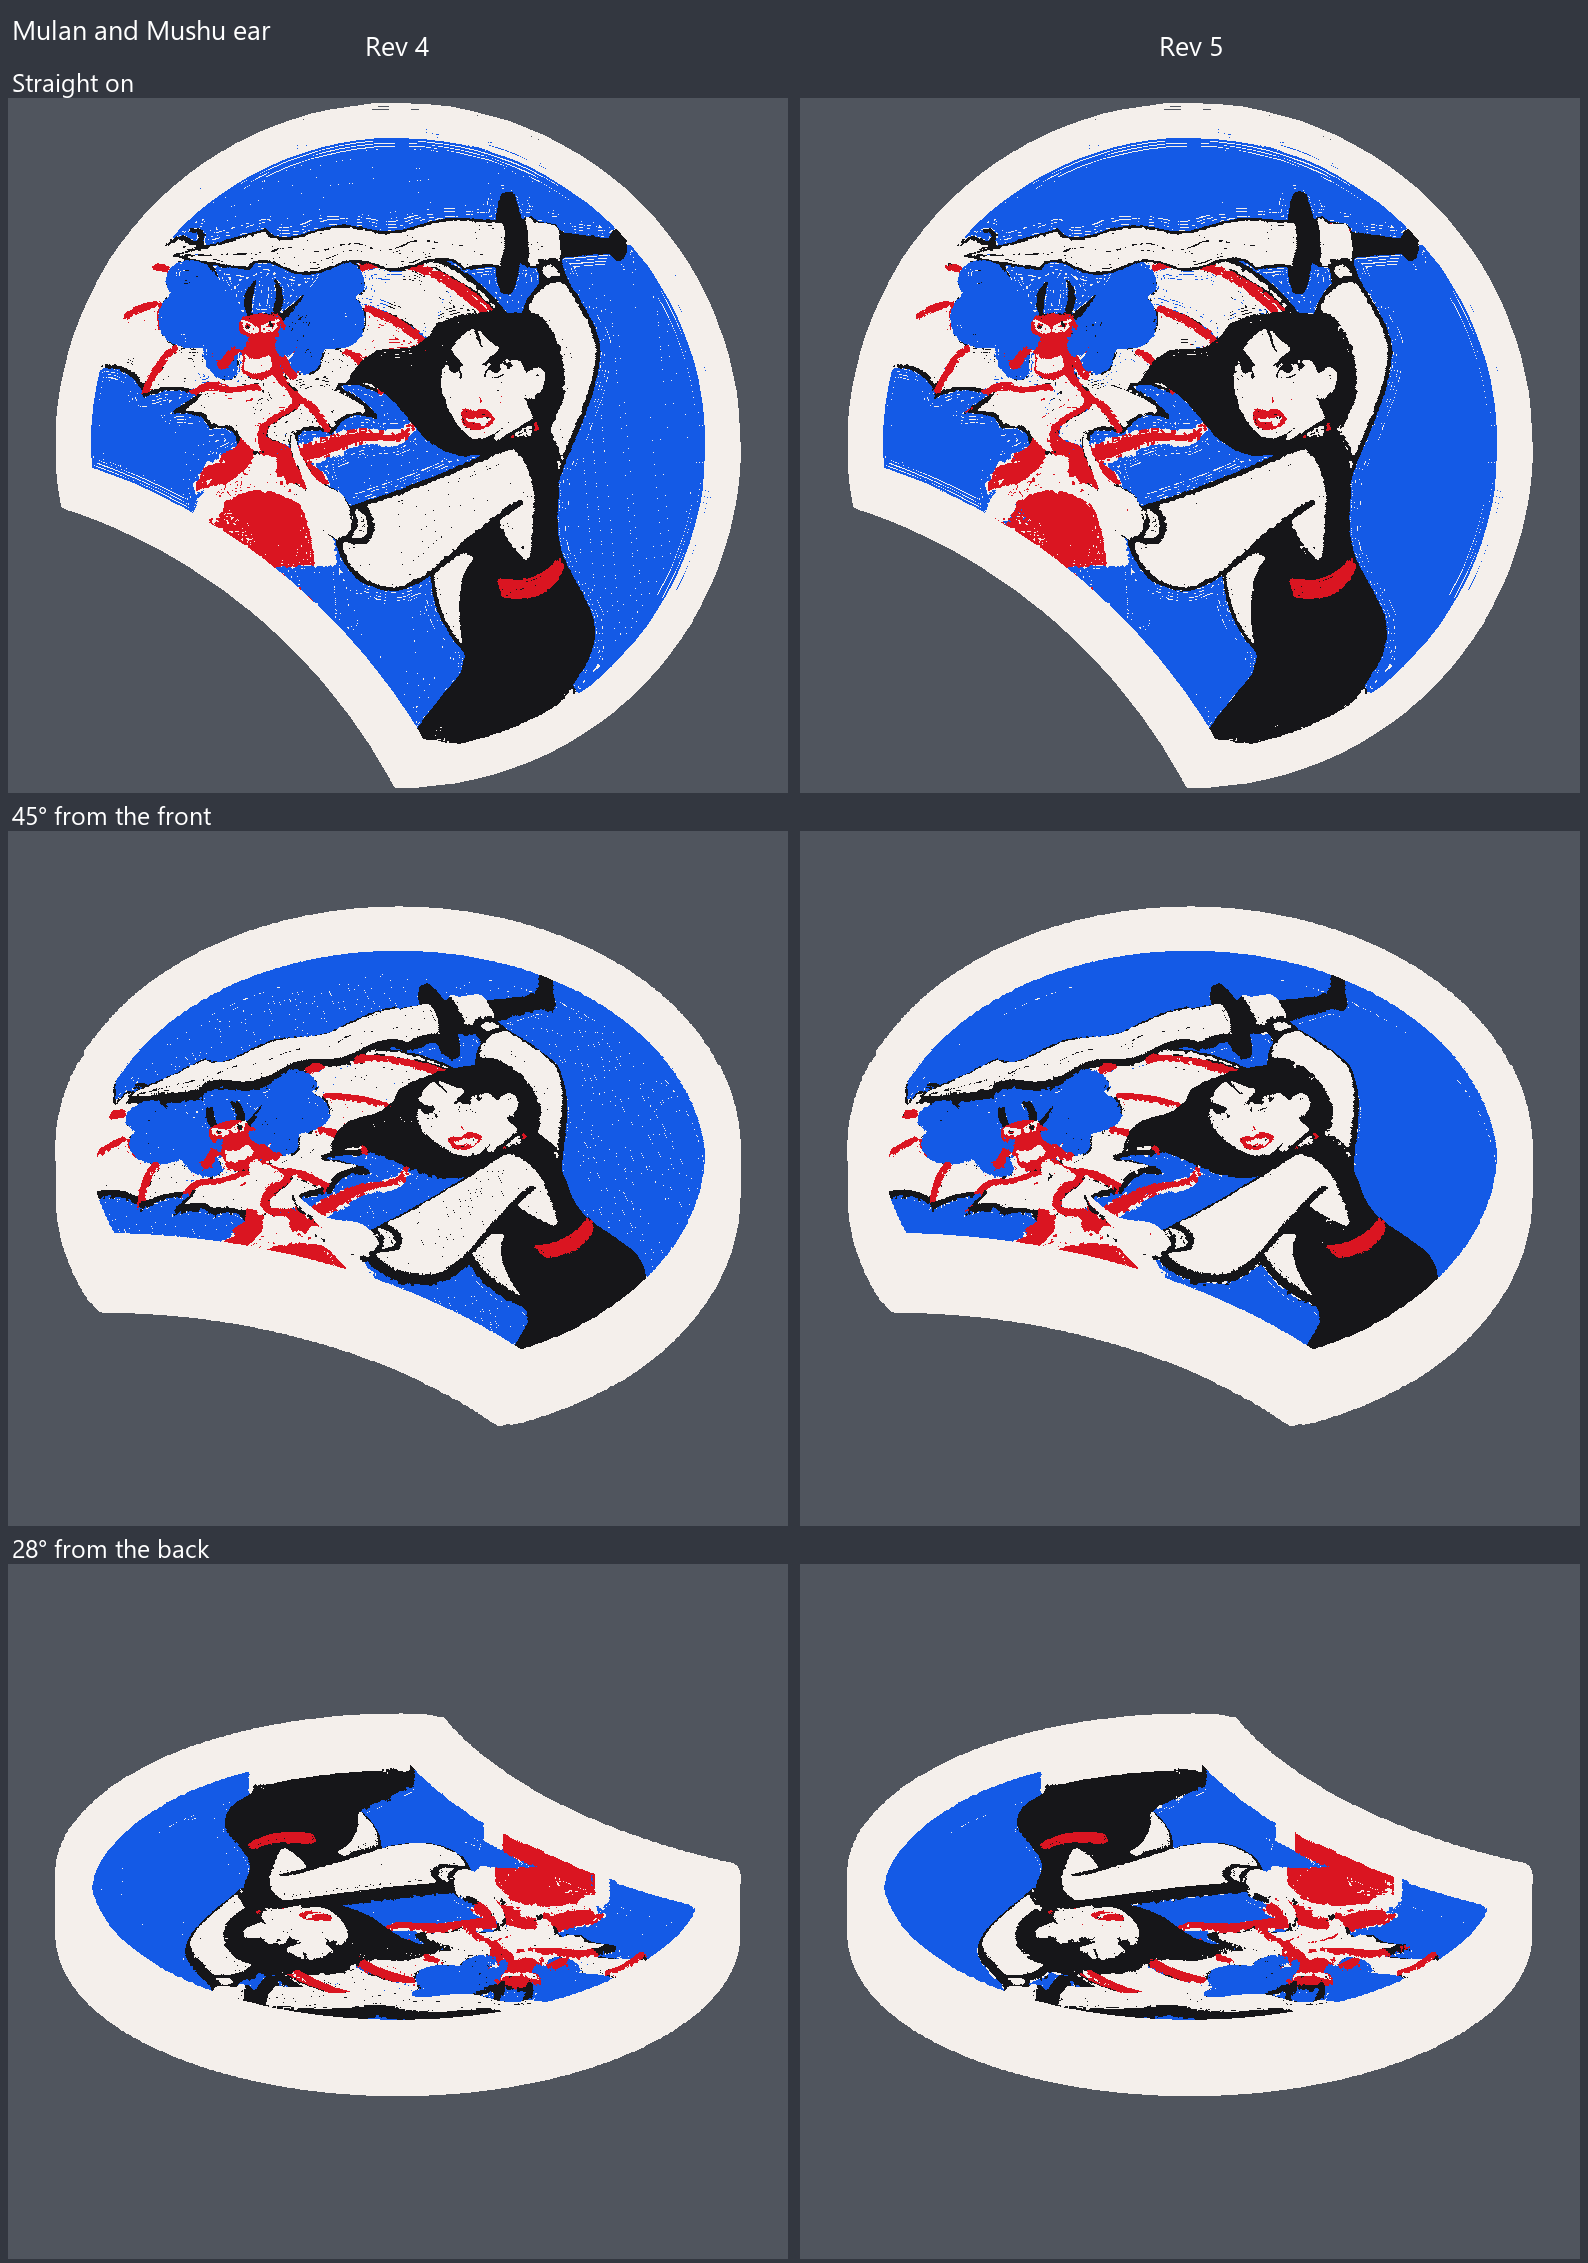 Mulan and Mushu ear
Rev 4
Rev 5
Straight on
45° from the front
28° from the back